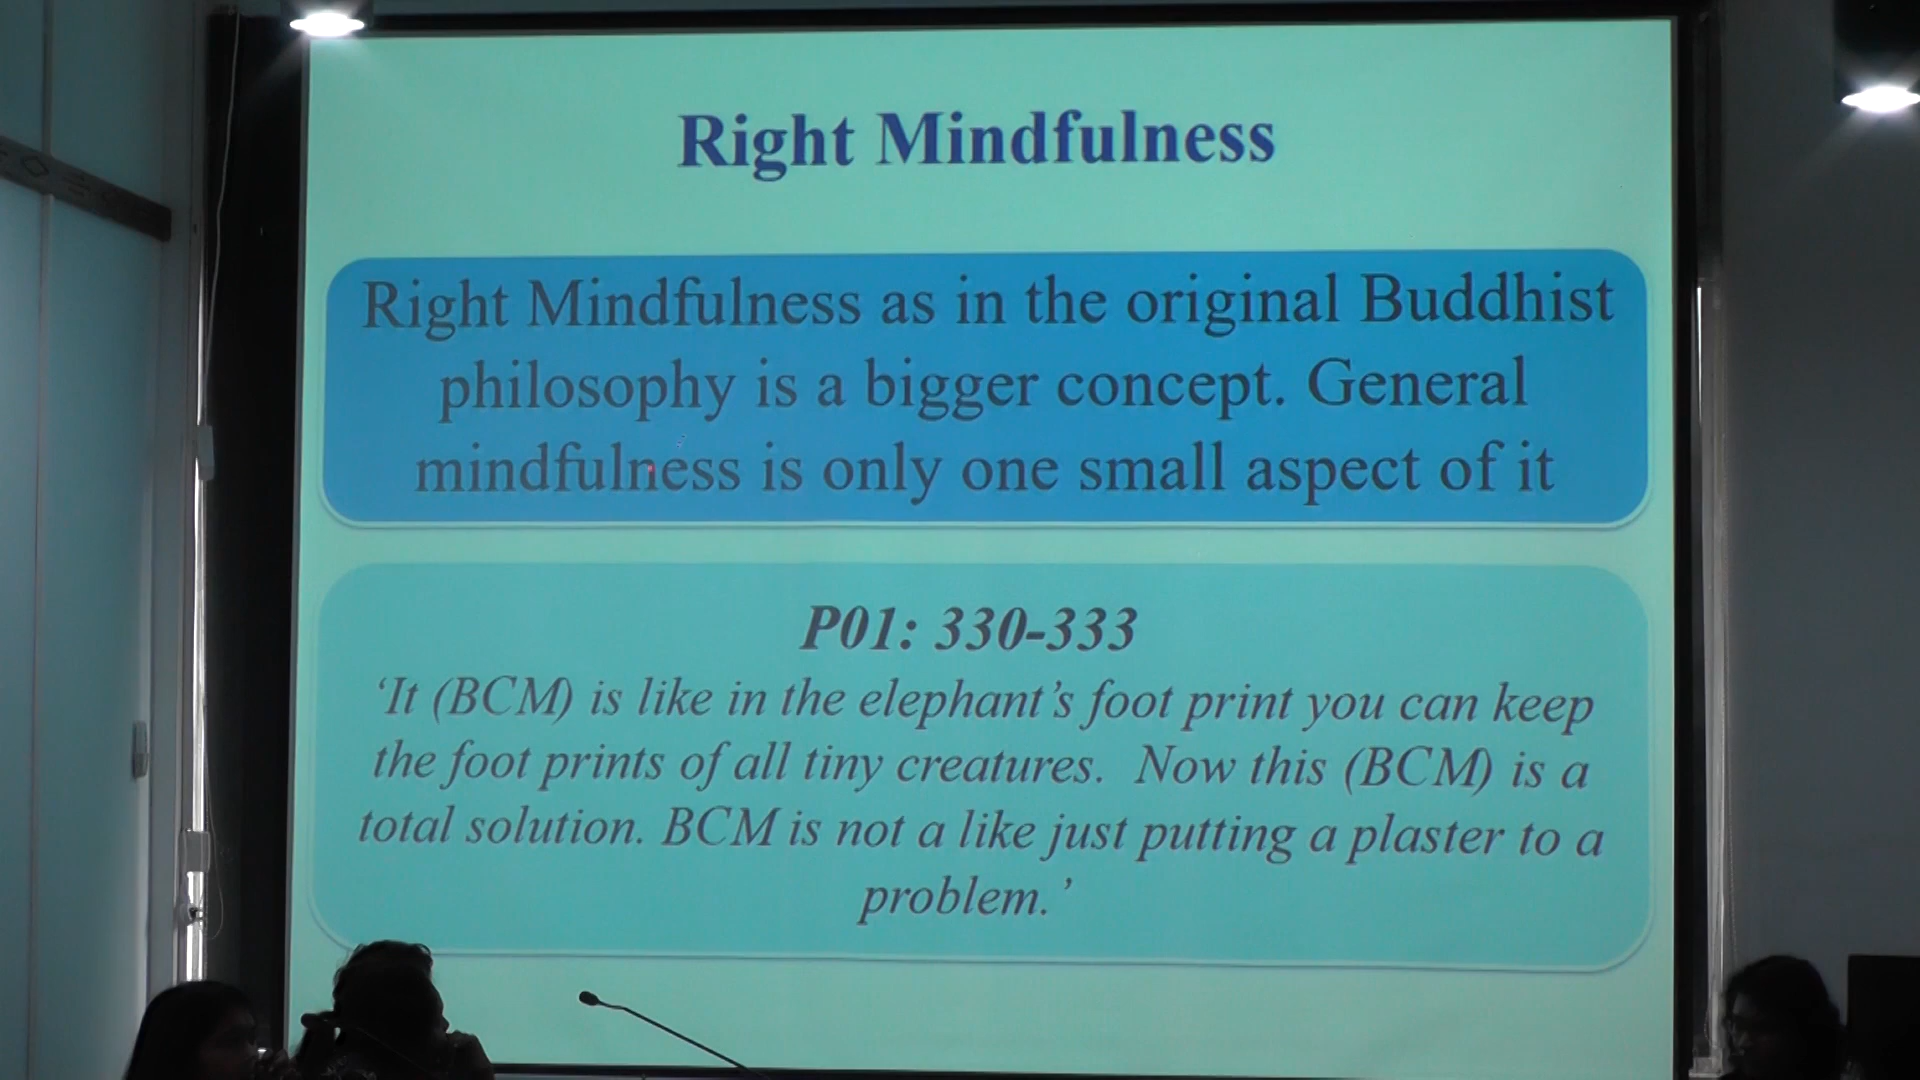 Right Mindfulness
Right Mindfulness as in the original Buddhist
philosophy is a bigger concept. General
mindfulness is only one small aspect of it
P01: 330-333
‘It (BCM) is like in the elephant’s foot print you can keep
the foot prints of all tiny creatures. Now this (BCM) is a
total solution. BCM is not a like just putting a plaster to a
problem.’